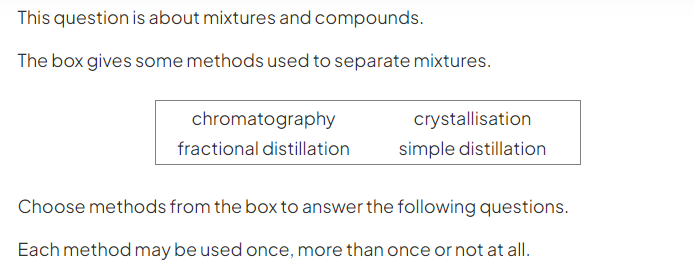 This question is about mixtures and compounds.
The box gives some methods used to separate mixtures.
chromatography crystallisation
fractional distillation simple distillation
Choose methods from the box to answer the following questions.
Each method may be used once, more than once or not at all.